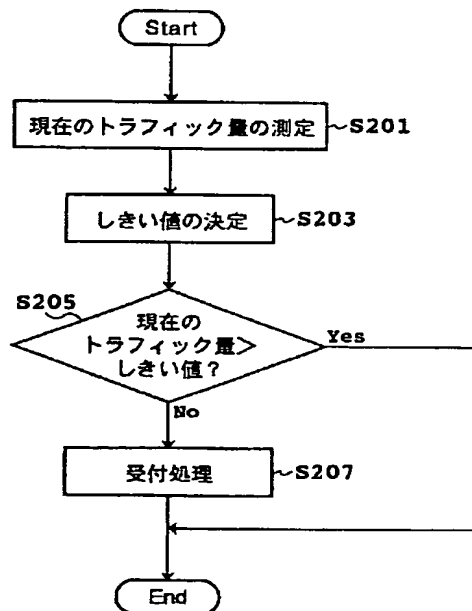 Start
現在のトラフィック量の測定
S201
しきい値の決定
S203
S205
現在の
トラフィック量>
しきい値？
Yes
No
受付処理
S207
End